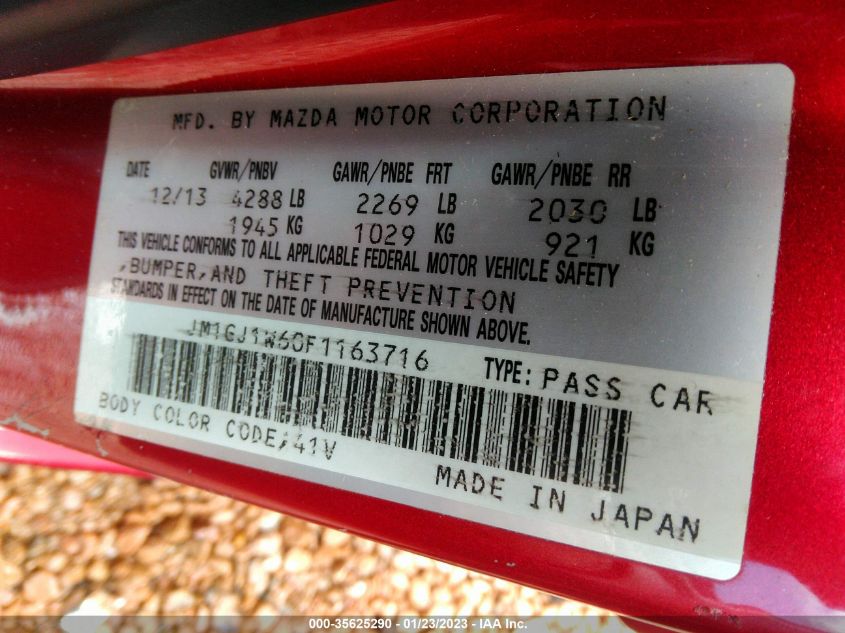 MFD. BY MAZDA MOTOR CORPORATION
DATE GVWR/PNBV GAWR/PNBE FRT GAWR/PNBE RR
12/13 4288 LB 2269 LB 2030 LB
1945 KG 1029 KG 921 KG
THIS VEHICLE CONFORMS TO ALL APPLICABLE FEDERAL MOTOR VEHICLE SAFETY
,BUMPER,AND THEFT PREVENTION
STANDARDS IN EFFECT ON THE DATE OF MANUFACTURE SHOWN ABOVE.
JM1GJ1W60F1163716 TYPE: PASS CAR
BODY COLOR CODE/41V
MADE IN JAPAN
000-35625290 - 01/23/2023 - IAA Inc.